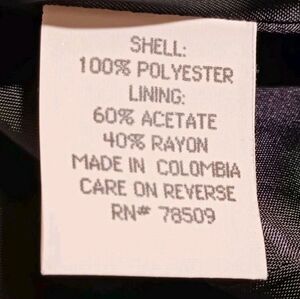 SHELL:
100% POLYESTER
LINING:
60% ACETATE
40% RAYON
MADE IN COLOMBIA
CARE ON REVERSE
RN# 78509